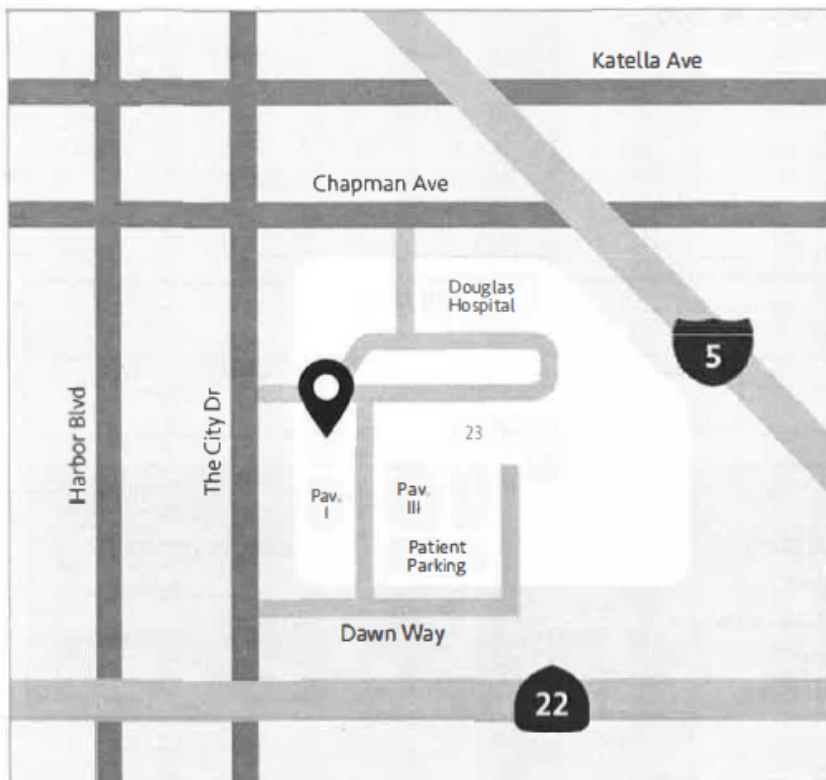 Katella Ave
Chapman Ave
Douglas
Hospital
5
Harbor Blvd
The City Dr
23
Pav.
I
Pav.
III
Patient
Parking
Dawn Way
22